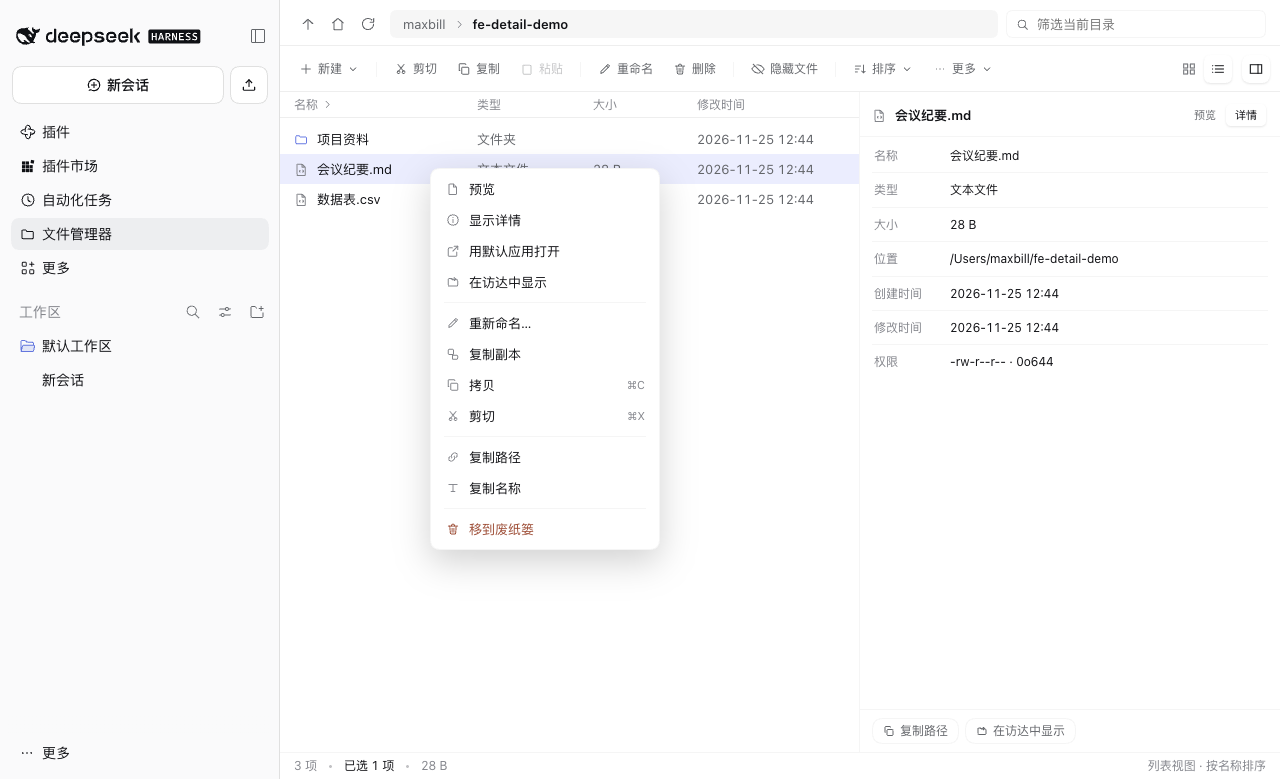 deepseek HARNESS
新会话
插件
插件市场
自动化任务
文件管理器
更多
工作区
默认工作区
新会话
更多
maxbill fe-detail-demo
筛选当前目录
新建 剪切 复制 粘贴 重命名 删除 隐藏文件 排序 更多
名称 类型 大小 修改时间
项目资料 文件夹 2026-11-25 12:44
会议纪要.md 文本文件 28 B 2026-11-25 12:44
数据表.csv 2026-11-25 12:44
预览
显示详情
用默认应用打开
在访达中显示
重新命名...
复制副本
拷贝 ⌘C
剪切 ⌘X
复制路径
复制名称
移到废纸篓
会议纪要.md 预览 详情
名称 会议纪要.md
类型 文本文件
大小 28 B
位置 /Users/maxbill/fe-detail-demo
创建时间 2026-11-25 12:44
修改时间 2026-11-25 12:44
权限 -rw-r--r-- · 0o644
复制路径 在访达中显示
3 项 • 已选 1 项 • 28 B
列表视图 · 按名称排序